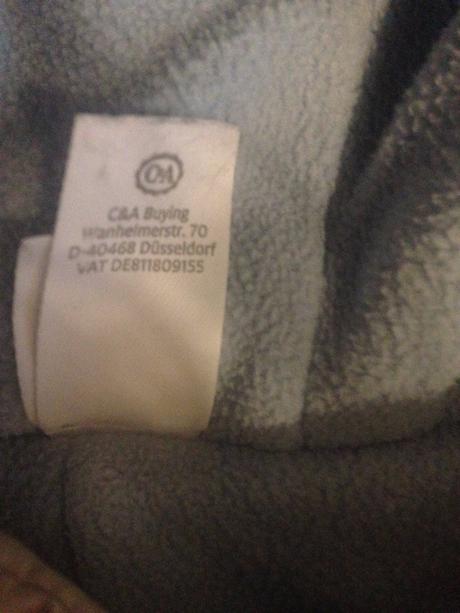 C&A
C&A Buying
Wanheimerstr. 70
D-40468 Düsseldorf
VAT DE811809155